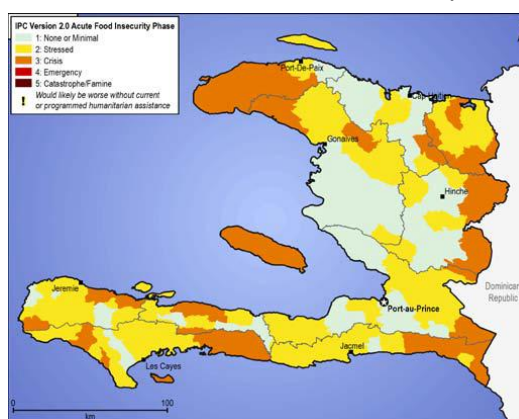 IPC Version 2.0 Acute Food Insecurity Phase
1: None or Minimal
2: Stressed
3: Crisis
4: Emergency
5: Catastrophe/Famine
! Would likely be worse without current
or programmed humanitarian assistance
Port-De-Paix
Cap-Haitien
Gonaives
Hinche
Jeremie
Port-au-Prince
Dominican
Republic
Jacmel
Les Cayes
0 100
km